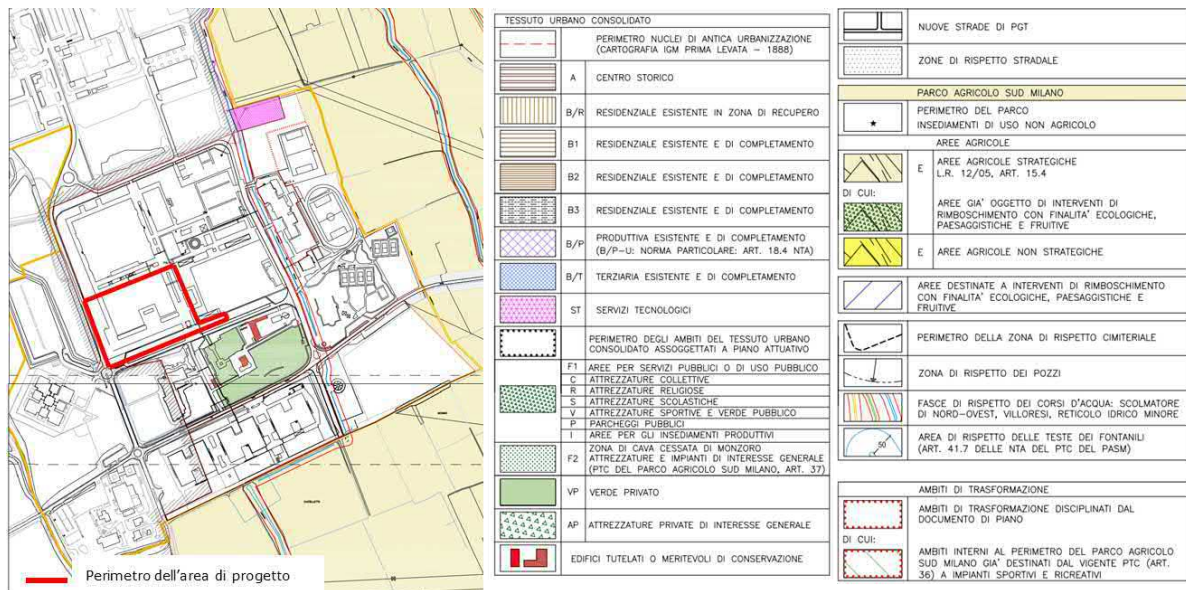 Perimetro dell'area di progetto
TESSUTO URBANO CONSOLIDATO
PERIMETRO NUCLEI DI ANTICA URBANIZZAZIONE
(CARTOGRAFIA IGM PRIMA LEVATA – 1888)
A CENTRO STORICO
B/R RESIDENZIALE ESISTENTE IN ZONA DI RECUPERO
B1 RESIDENZIALE ESISTENTE E DI COMPLETAMENTO
B2 RESIDENZIALE ESISTENTE E DI COMPLETAMENTO
B3 RESIDENZIALE ESISTENTE E DI COMPLETAMENTO
B/P PRODUTTIVA ESISTENTE E DI COMPLETAMENTO
(B/P-U: NORMA PARTICOLARE: ART. 18.4 NTA)
B/T TERZIARIA ESISTENTE E DI COMPLETAMENTO
ST SERVIZI TECNOLOGICI
PERIMETRO DEGLI AMBITI DEL TESSUTO URBANO
CONSOLIDATO ASSOGGETTATI A PIANO ATTUATIVO
F1 AREE PER SERVIZI PUBBLICI O DI USO PUBBLICO
C ATTREZZATURE COLLETTIVE
R ATTREZZATURE RELIGIOSE
S ATTREZZATURE SCOLASTICHE
V ATTREZZATURE SPORTIVE E VERDE PUBBLICO
P PARCHEGGI PUBBLICI
I AREE PER GLI INSEDIAMENTI PRODUTTIVI
F2 ZONA DI CAVA CESSATA DI MONZORO
ATTREZZATURE E IMPIANTI DI INTERESSE GENERALE
(PTC DEL PARCO AGRICOLO SUD MILANO, ART. 37)
VP VERDE PRIVATO
AP ATTREZZATURE PRIVATE DI INTERESSE GENERALE
EDIFICI TUTELATI O MERITEVOLI DI CONSERVAZIONE
NUOVE STRADE DI PGT
ZONE DI RISPETTO STRADALE
PARCO AGRICOLO SUD MILANO
PERIMETRO DEL PARCO
INSEDIAMENTI DI USO NON AGRICOLO
AREE AGRICOLE
E AREE AGRICOLE STRATEGICHE
L.R. 12/05, ART. 15.4
DI CUI:
AREE GIA' OGGETTO DI INTERVENTI DI
RIMBOSCHIMENTO CON FINALITA' ECOLOGICHE,
PAESAGGISTICHE E FRUITIVE
E AREE AGRICOLE NON STRATEGICHE
AREE DESTINATE A INTERVENTI DI RIMBOSCHIMENTO
CON FINALITA' ECOLOGICHE, PAESAGGISTICHE E
FRUITIVE
PERIMETRO DELLA ZONA DI RISPETTO CIMITERIALE
ZONA DI RISPETTO DEI POZZI
FASCE DI RISPETTO DEI CORSI D'ACQUA: SCOLMATORE
DI NORD-OVEST, VILLORESI, RETICOLO IDRICO MINORE
50
AREA DI RISPETTO DELLE TESTE DEI FONTANILI
(ART. 41.7 DELLE NTA DEL PTC DEL PASM)
AMBITI DI TRASFORMAZIONE
AMBITI DI TRASFORMAZIONE DISCIPLINATI DAL
DOCUMENTO DI PIANO
DI CUI:
AMBITI INTERNI AL PERIMETRO DEL PARCO AGRICOLO
SUD MILANO GIA' DESTINATI DAL VIGENTE PTC (ART.
36) A IMPIANTI SPORTIVI E RICREATIVI